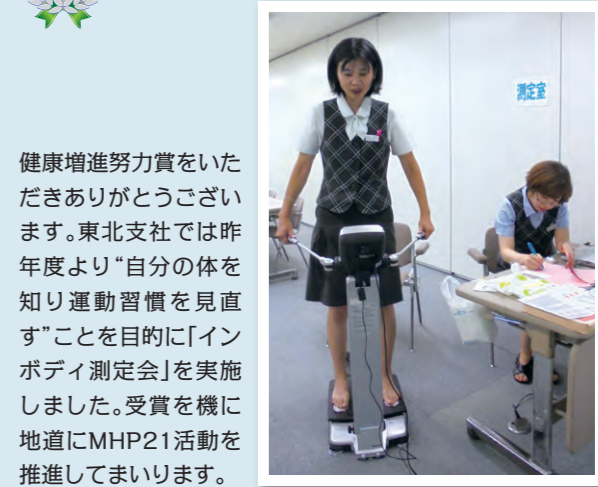 健康増進努力賞をいた
だきありがとうござい
ます。東北支社では昨
年度より“自分の体を
知り運動習慣を見直
す”ことを目的に「イン
ボディ測定会」を実施
しました。受賞を機に
地道にMHP21活動を
推進してまいります。
測定室